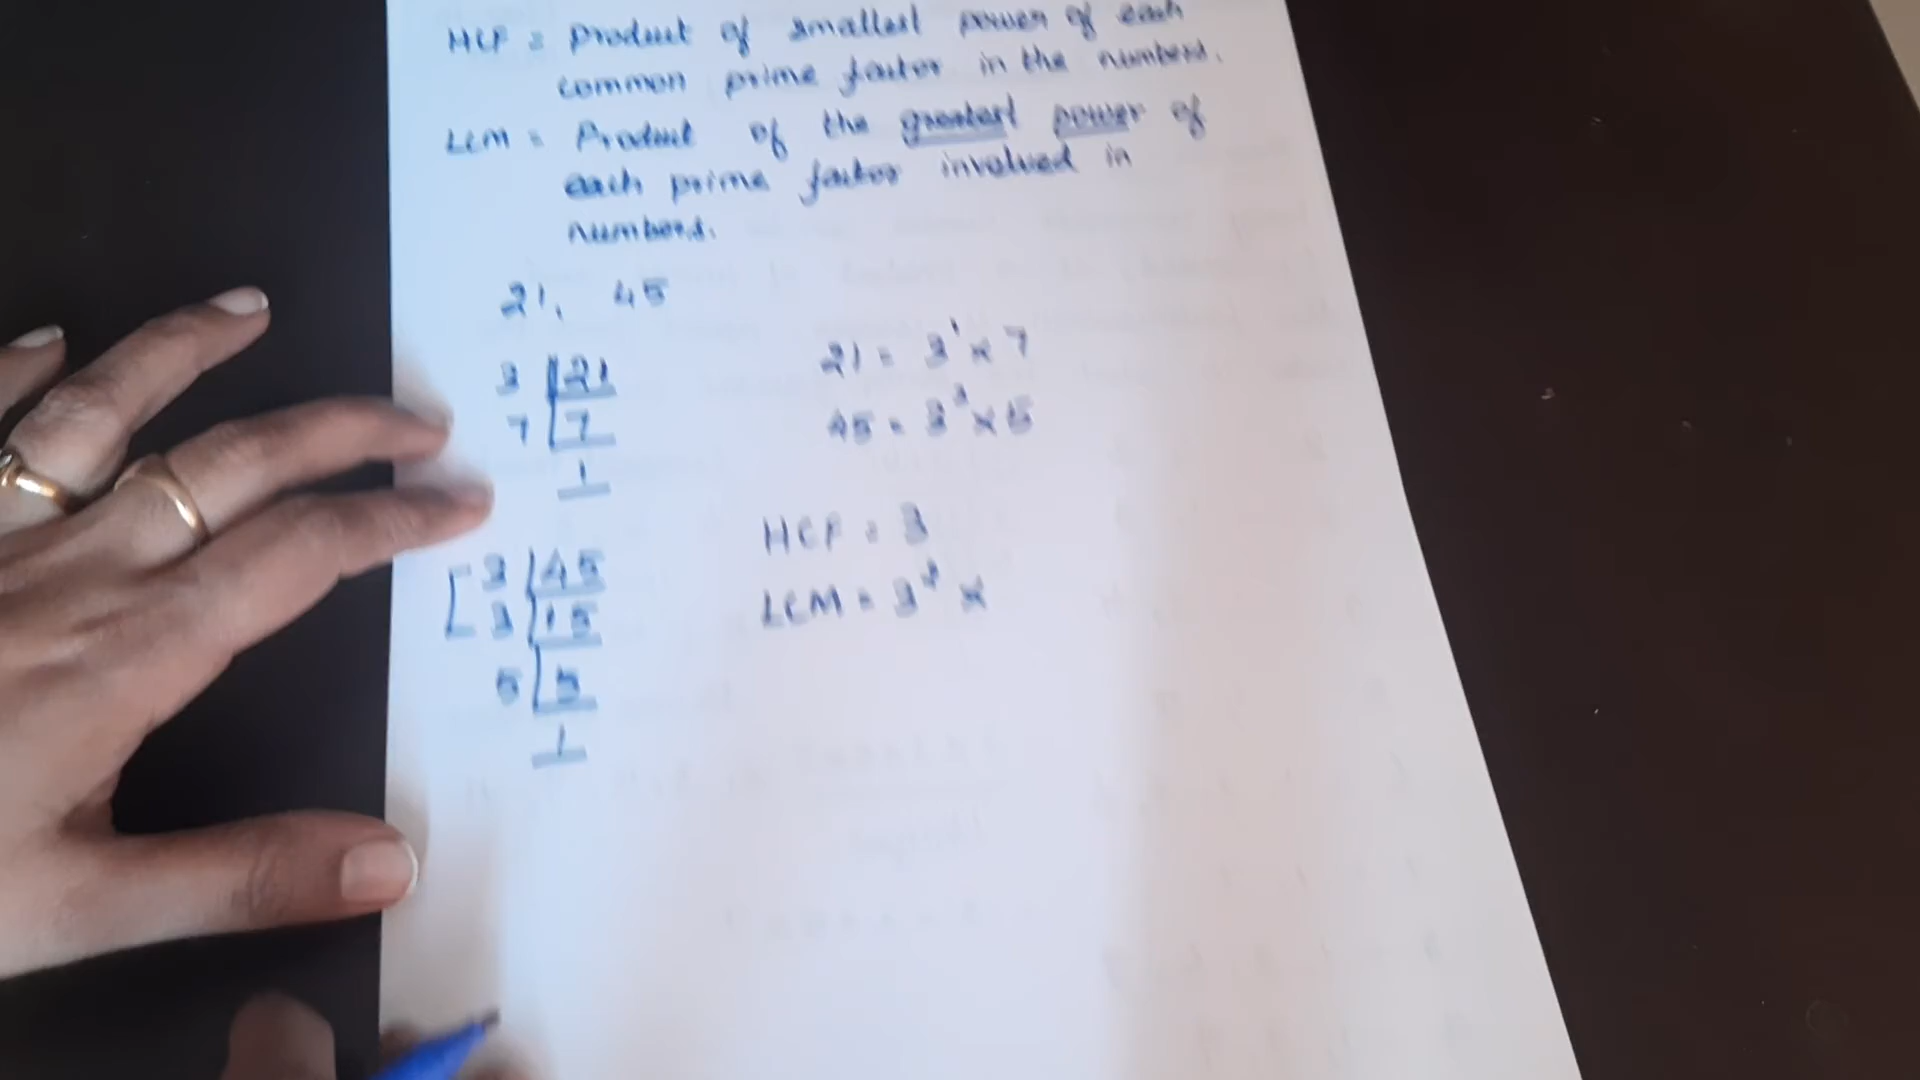 HCF = product of smallest power of each
common prime factor in the numbers.
LCM = Product of the greatest power of
each prime factor involved in
numbers.
21, 45
3 | 21
7 | 7
1
21 = 3¹ x 7
45 = 3² x 5
3 | 45
3 | 15
5 | 5
1
HCF = 3
LCM = 3² x